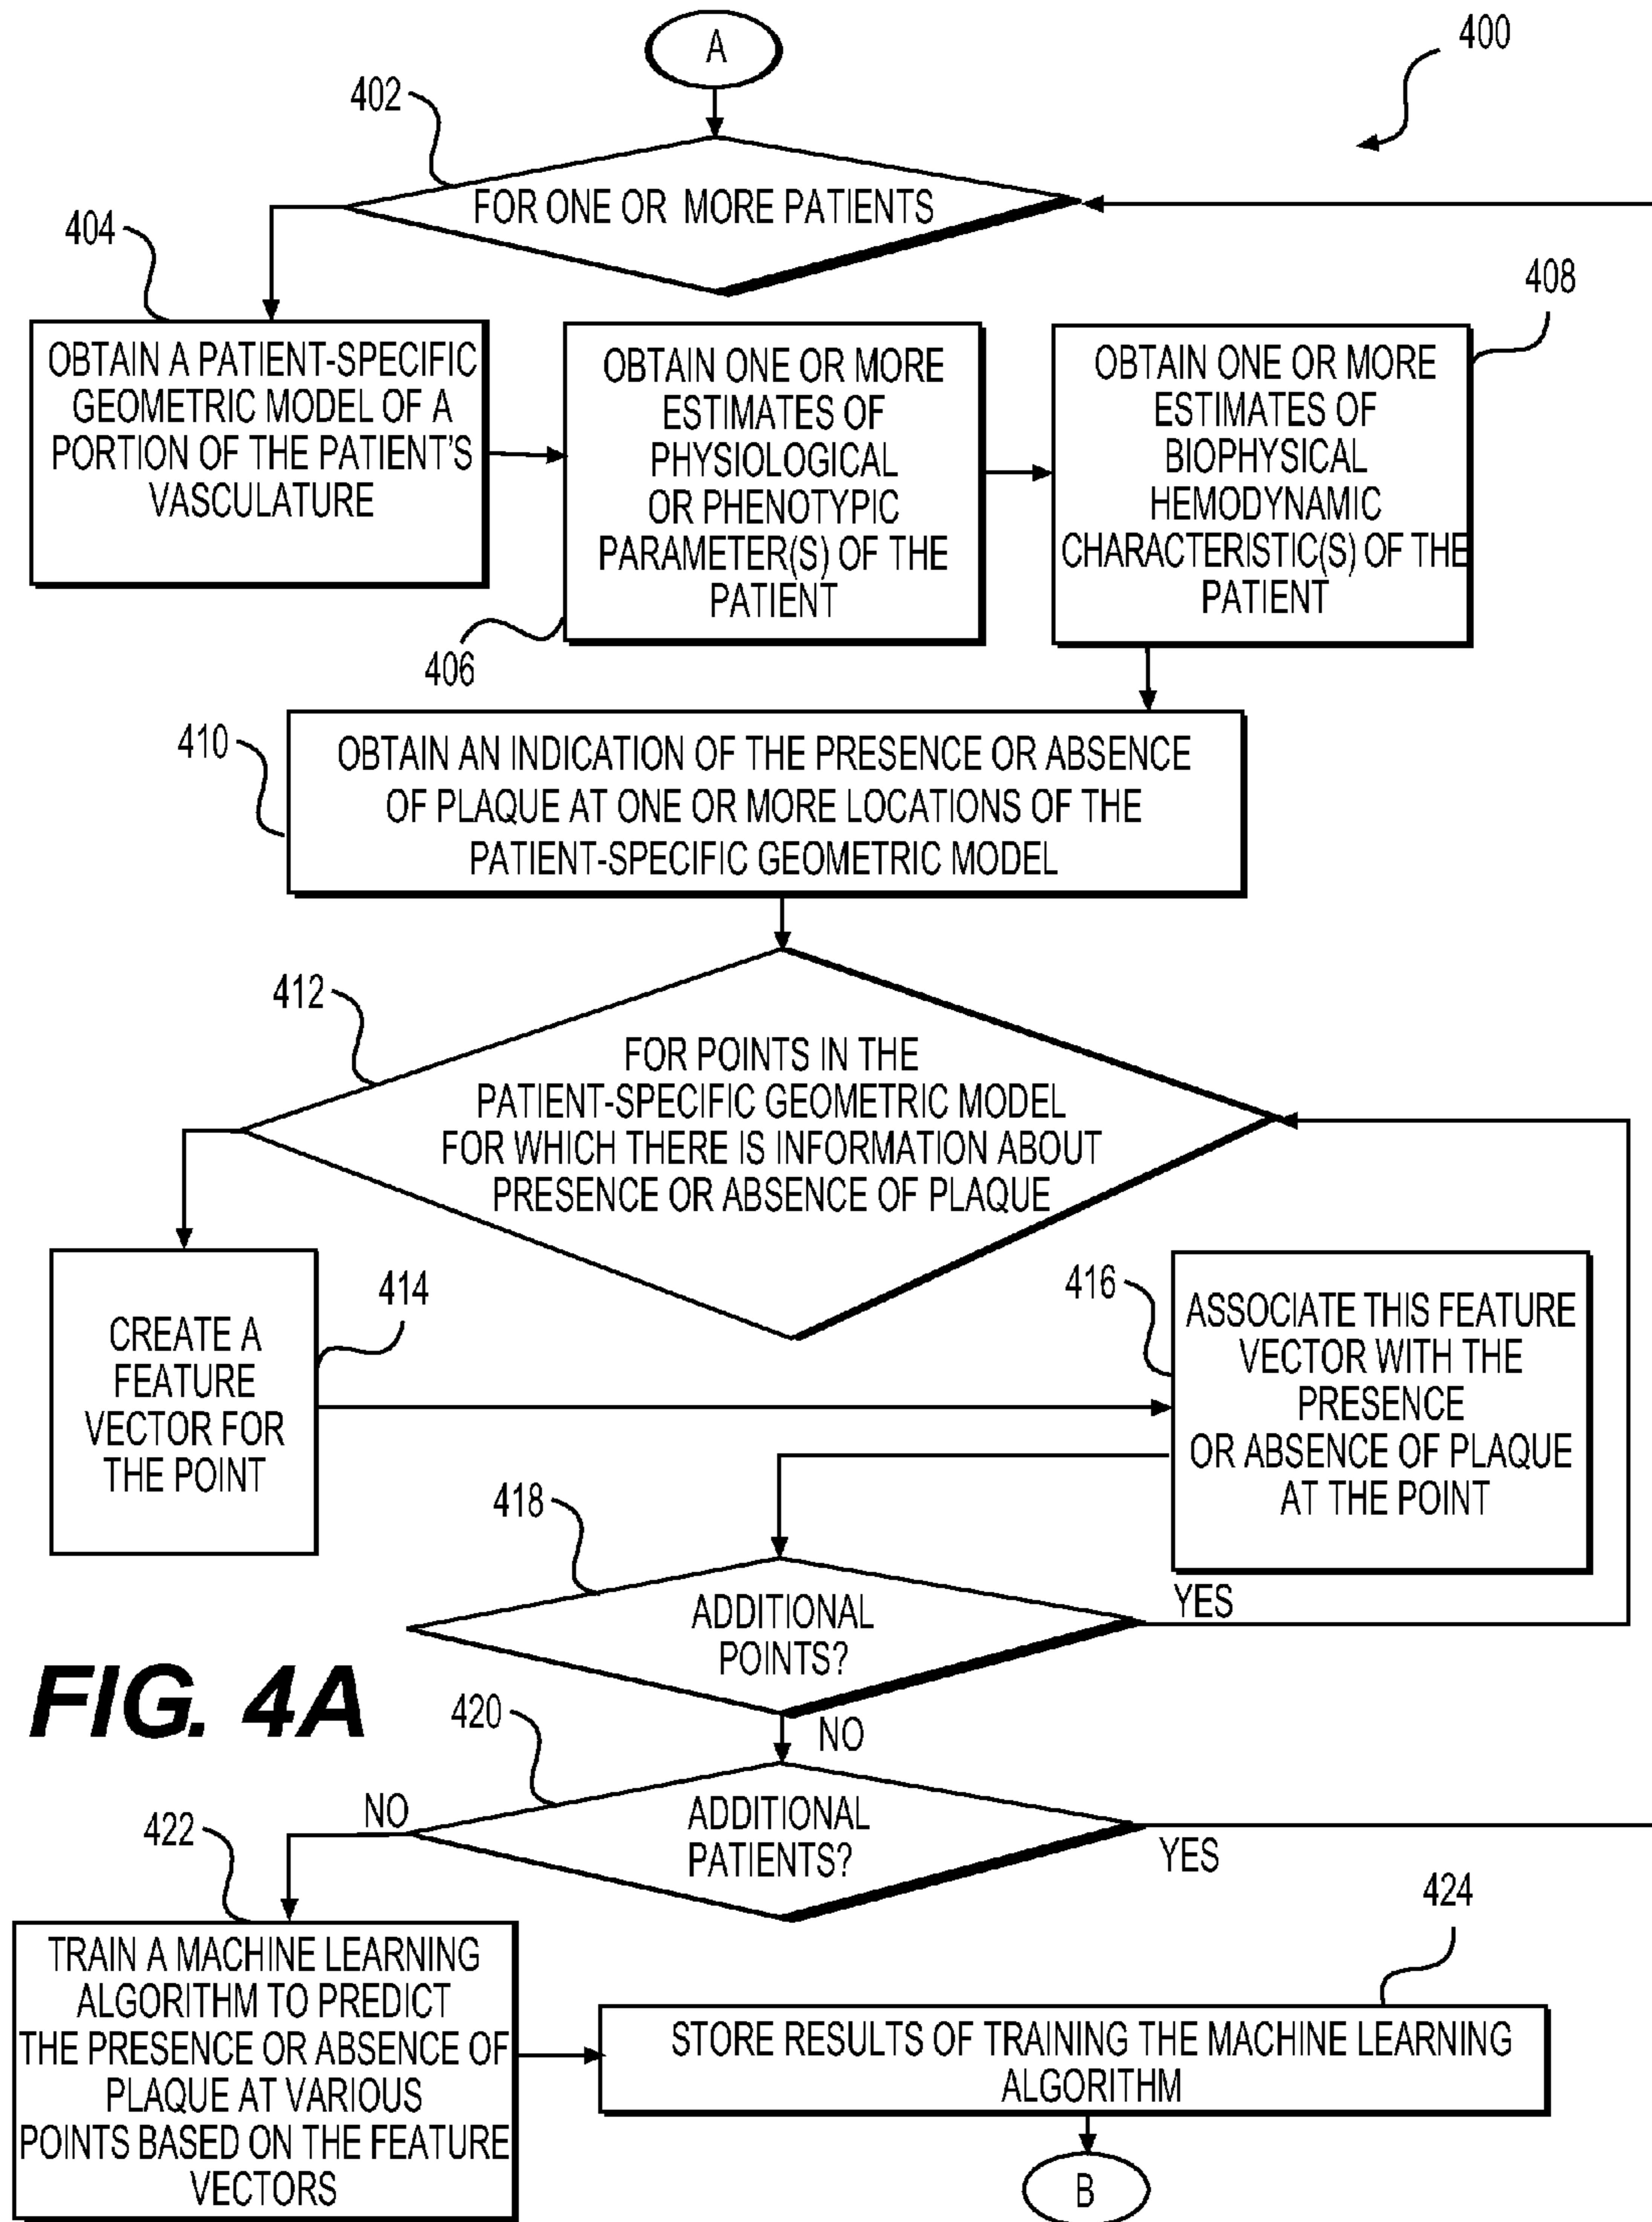 A
400
402
FOR ONE OR MORE PATIENTS
404
OBTAIN A PATIENT-SPECIFIC
GEOMETRIC MODEL OF A
PORTION OF THE PATIENT'S
VASCULATURE
OBTAIN ONE OR MORE
ESTIMATES OF
PHYSIOLOGICAL
OR PHENOTYPIC
PARAMETER(S) OF THE
PATIENT
406
408
OBTAIN ONE OR MORE
ESTIMATES OF
BIOPHYSICAL
HEMODYNAMIC
CHARACTERISTIC(S) OF THE
PATIENT
410
OBTAIN AN INDICATION OF THE PRESENCE OR ABSENCE
OF PLAQUE AT ONE OR MORE LOCATIONS OF THE
PATIENT-SPECIFIC GEOMETRIC MODEL
412
FOR POINTS IN THE
PATIENT-SPECIFIC GEOMETRIC MODEL
FOR WHICH THERE IS INFORMATION ABOUT
PRESENCE OR ABSENCE OF PLAQUE
414
CREATE A
FEATURE
VECTOR FOR
THE POINT
416
ASSOCIATE THIS FEATURE
VECTOR WITH THE
PRESENCE
OR ABSENCE OF PLAQUE
AT THE POINT
418
ADDITIONAL
POINTS?
YES
NO
FIG. 4A
420
ADDITIONAL
PATIENTS?
NO
YES
422
TRAIN A MACHINE LEARNING
ALGORITHM TO PREDICT
THE PRESENCE OR ABSENCE OF
PLAQUE AT VARIOUS
POINTS BASED ON THE FEATURE
VECTORS
424
STORE RESULTS OF TRAINING THE MACHINE LEARNING
ALGORITHM
B